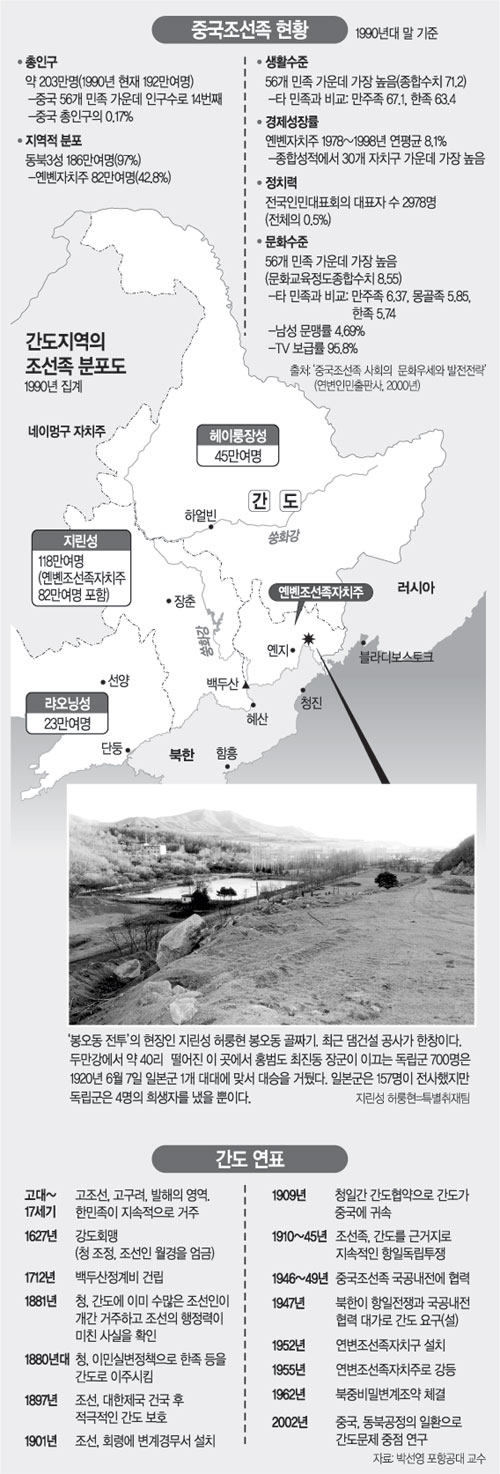 중국조선족 현황
1990년대 말 기준
• 총인구
약 203만명(1990년 현재 192만여명)
–중국 56개 민족 가운데 인구수로 14번째
–중국 총인구의 0.17%
• 지역적 분포
동북3성 186만여명(97%)
–옌볜자치주 82만여명(42.8%)
• 생활수준
56개 민족 가운데 가장 높음(종합수치 71.2)
–타 민족과 비교: 만주족 67.1, 한족 63.4
• 경제성장률
옌볜자치주 1978～1998년 연평균 8.1%
–종합성적에서 30개 자치구 가운데 가장 높음
• 정치력
전국인민대표회의 대표자 수 2978명
(전체의 0.5%)
• 문화수준
56개 민족 가운데 가장 높음
(문화교육정도종합수치 8.55)
–타 민족과 비교: 만주족 6.37, 몽골족 5.85,
한족 5.74
–남성 문맹률 4.69%
–TV 보급률 95.8%
출처: '중국조선족 사회의 문화우세와 발전전략'
(연변인민출판사, 2000년)
간도지역의
조선족 분포도
1990년 집계
네이멍구 자치주
헤이룽장성
45만여명
간 도
하얼빈
쑹화강
지린성
118만여명
(옌볜조선족자치주
82만여명 포함)
옌볜조선족자치주
러시아
장춘
쑹화강
옌지
블라디보스토크
선양
백두산
청진
랴오닝성
23만여명
혜산
단둥
북한
함흥
'봉오동 전투'의 현장인 지린성 허룽현 봉오동 골짜기. 최근 댐건설 공사가 한창이다.
두만강에서 약 40리 떨어진 이 곳에서 홍범도 최진동 장군이 이끄는 독립군 700명은
1920년 6월 7일 일본군 1개 대대에 맞서 대승을 거뒀다. 일본군은 157명이 전사했지만
독립군은 4명의 희생자를 냈을 뿐이다.
지린성 허룽현=특별취재팀
간도 연표
고대～ 고조선, 고구려, 발해의 영역.
17세기 한민족이 지속적으로 거주
1627년 강도회맹
(청 조정, 조선인 월경을 엄금)
1712년 백두산정계비 건립
1881년 청, 간도에 이미 수많은 조선인이
개간 거주하고 조선의 행정력이
미친 사실을 확인
1880년대 청, 이민실변정책으로 한족 등을
간도로 이주시킴
1897년 조선, 대한제국 건국 후
적극적인 간도 보호
1901년 조선, 회령에 변계경무서 설치
1909년 청일간 간도협약으로 간도가
중국에 귀속
1910～45년 조선족, 간도를 근거지로
지속적인 항일독립투쟁
1946～49년 중국조선족 국공내전에 협력
1947년 북한이 항일전쟁과 국공내전
협력 대가로 간도 요구(설)
1952년 연변조선족자치구 설치
1955년 연변조선족자치주로 강등
1962년 북중비밀변계조약 체결
2002년 중국, 동북공정의 일환으로
간도문제 중점 연구
자료: 박선영 포항공대 교수